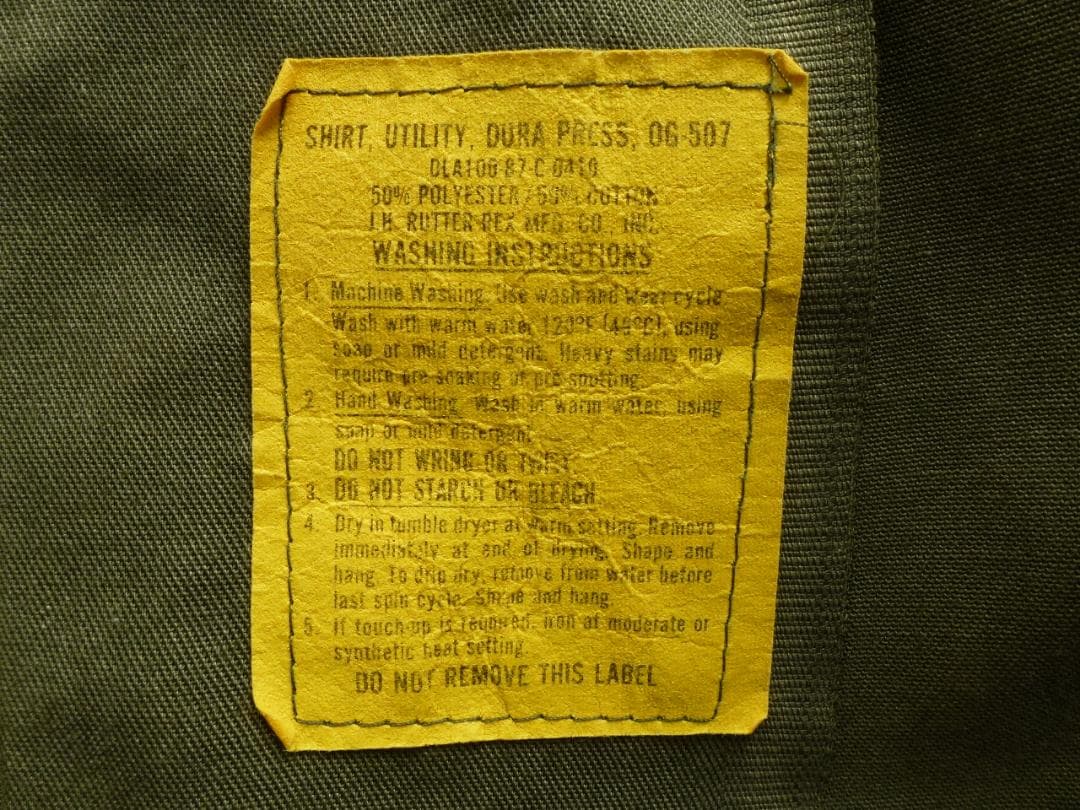 SHIRT, UTILITY, DURA PRESS, OG-507
DLA100-87-C-0410
50% POLYESTER / 50% COTTON
J.H. RUTTER REX MFG. CO., INC.
WASHING INSTRUCTIONS
1. Machine Washing. Use wash and wear cycle
Wash with warm water 120°F (49°C), using
soap or mild detergent. Heavy stains may
require pre-soaking or pre-spotting.
2. Hand Washing. Wash in warm water, using
soap or mild detergent.
DO NOT WRING OR TWIST.
3. DO NOT STARCH OR BLEACH.
4. Dry in tumble dryer at warm setting. Remove
immediately at end of drying. Shape and
hang. To drip dry, remove from water before
last spin cycle. Shape and hang.
5. If touch-up is required, iron at moderate or
synthetic heat setting.
DO NOT REMOVE THIS LABEL